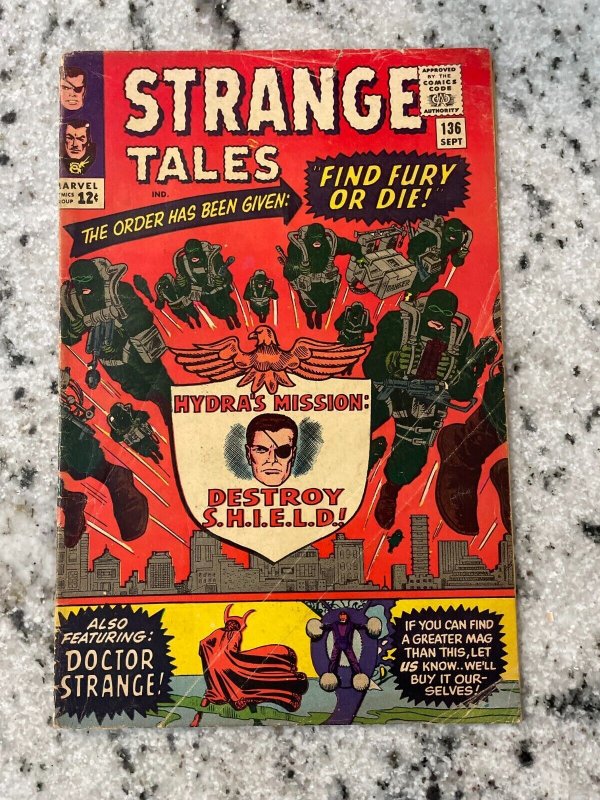 STRANGE
TALES
IND.
APPROVED
BY THE
COMICS
CODE
AUTHORITY
136
SEPT
MARVEL
COMICS
GROUP 12¢
THE ORDER HAS BEEN GIVEN:
"FIND FURY
OR DIE!"
RANGER
HYDRA'S MISSION:
DESTROY
S.H.I.E.L.D.!
ALSO
FEATURING:
DOCTOR
STRANGE!
IF YOU CAN FIND
A GREATER MAG
THAN THIS, LET
US KNOW.. WE'LL
BUY IT OUR-
SELVES!